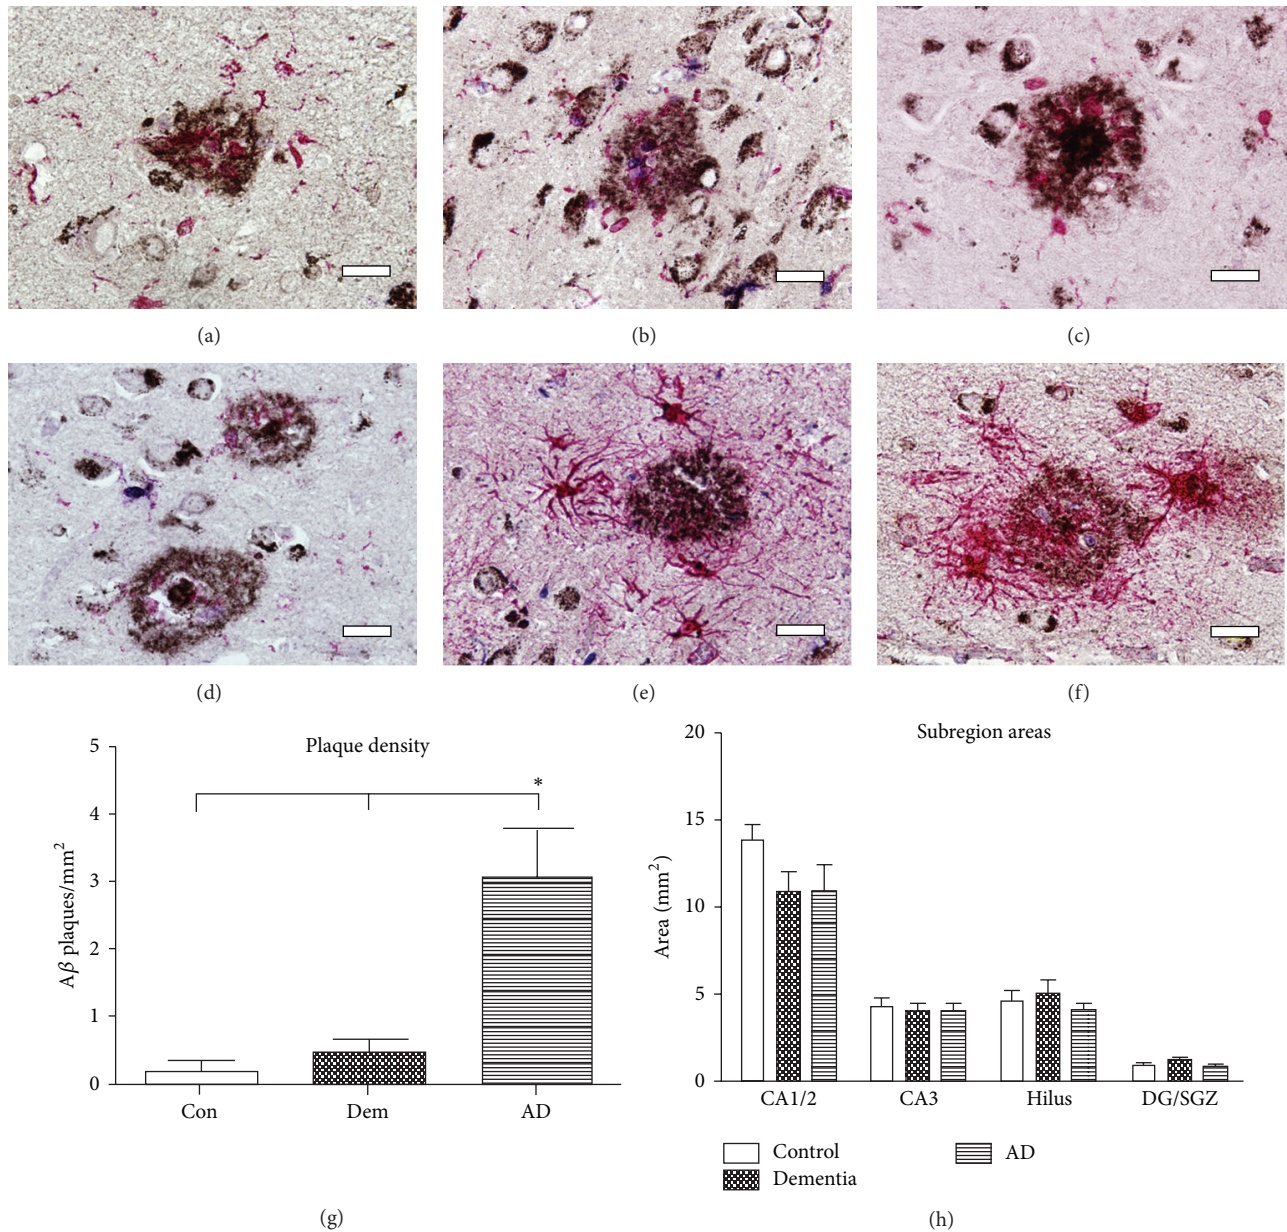 (a)
(b)
(c)
(d)
(e)
(f)
Plaque density
5
4
3
2
1
0
Aβ plaques/mm²
*
Con
Dem
AD
(g)
Subregion areas
20
15
10
5
0
Area (mm²)
CA1/2
CA3
Hilus
DG/SGZ
Control
Dementia
AD
(h)